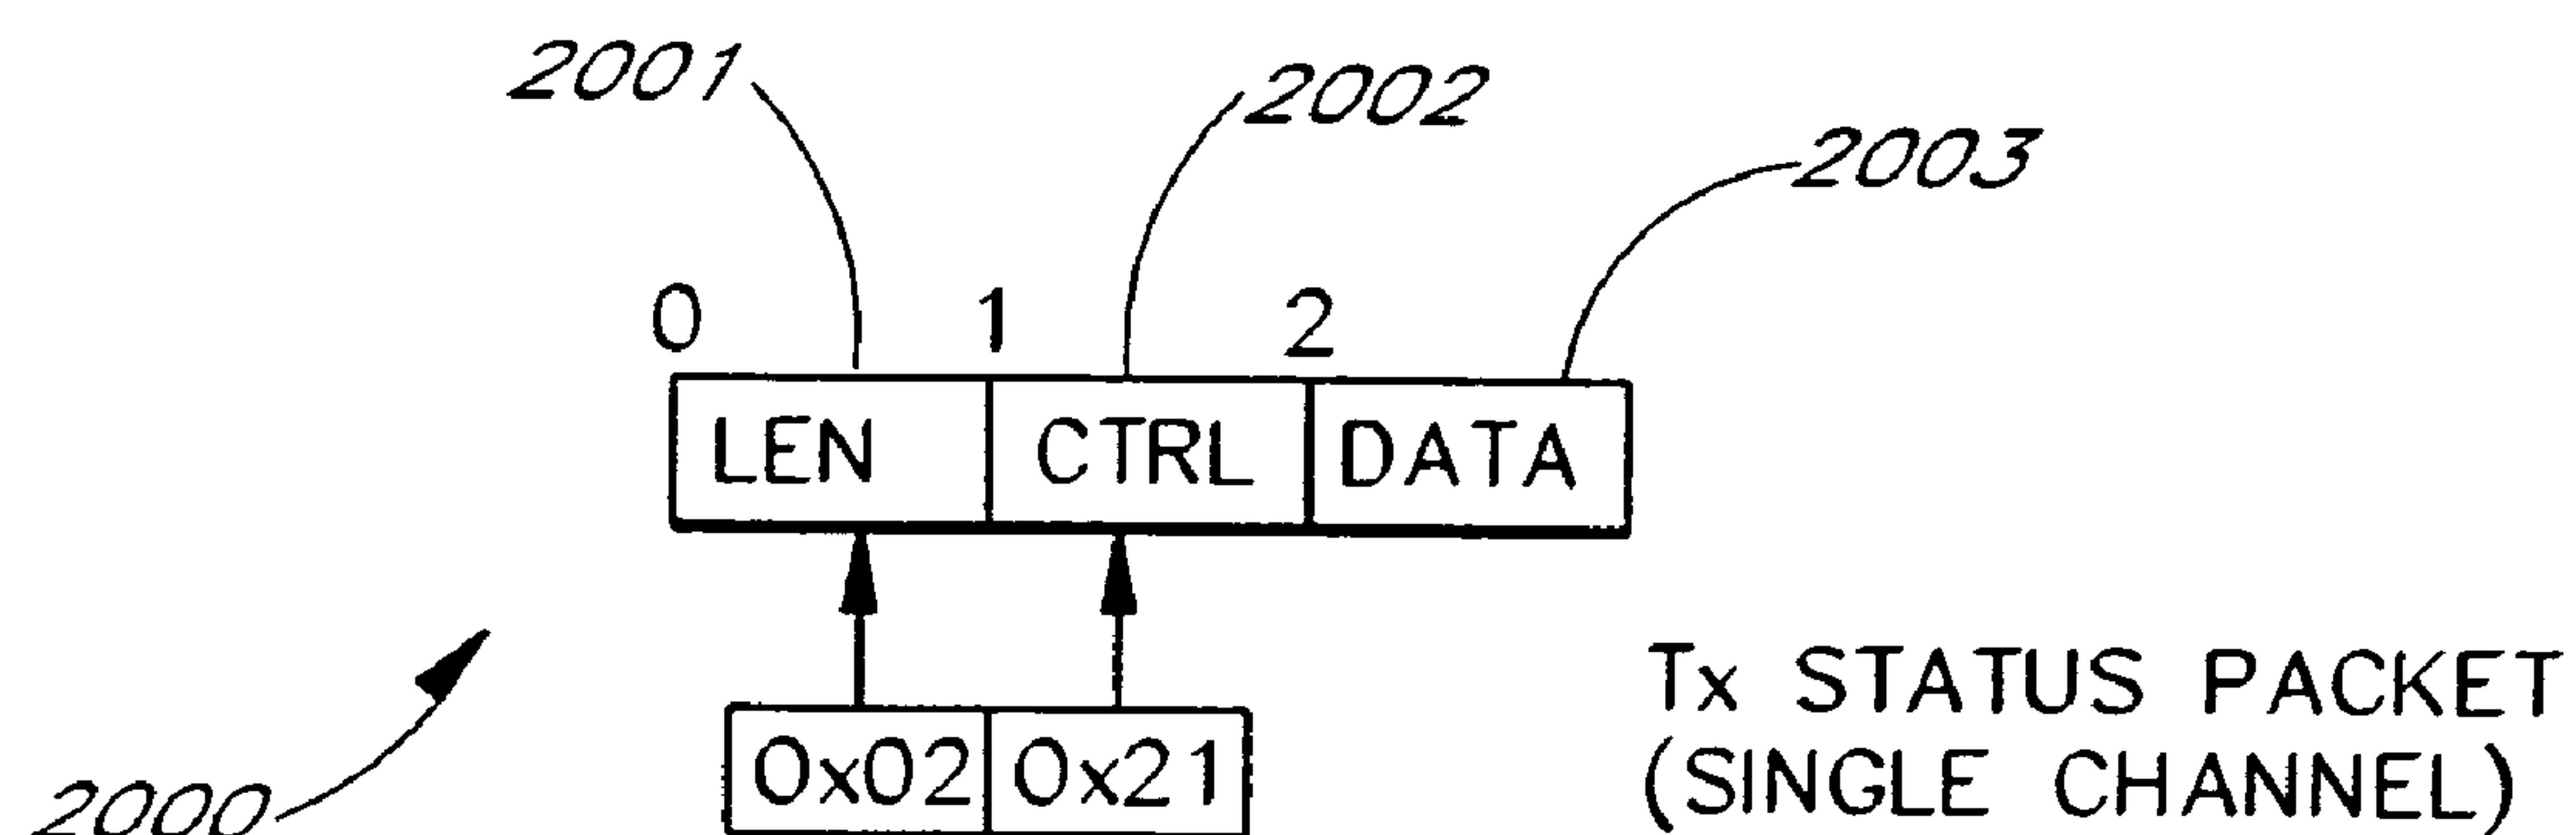 2001
2002
2003
0 1 2
LEN CTRL DATA
0x02 0x21
Tx STATUS PACKET
(SINGLE CHANNEL)
2000